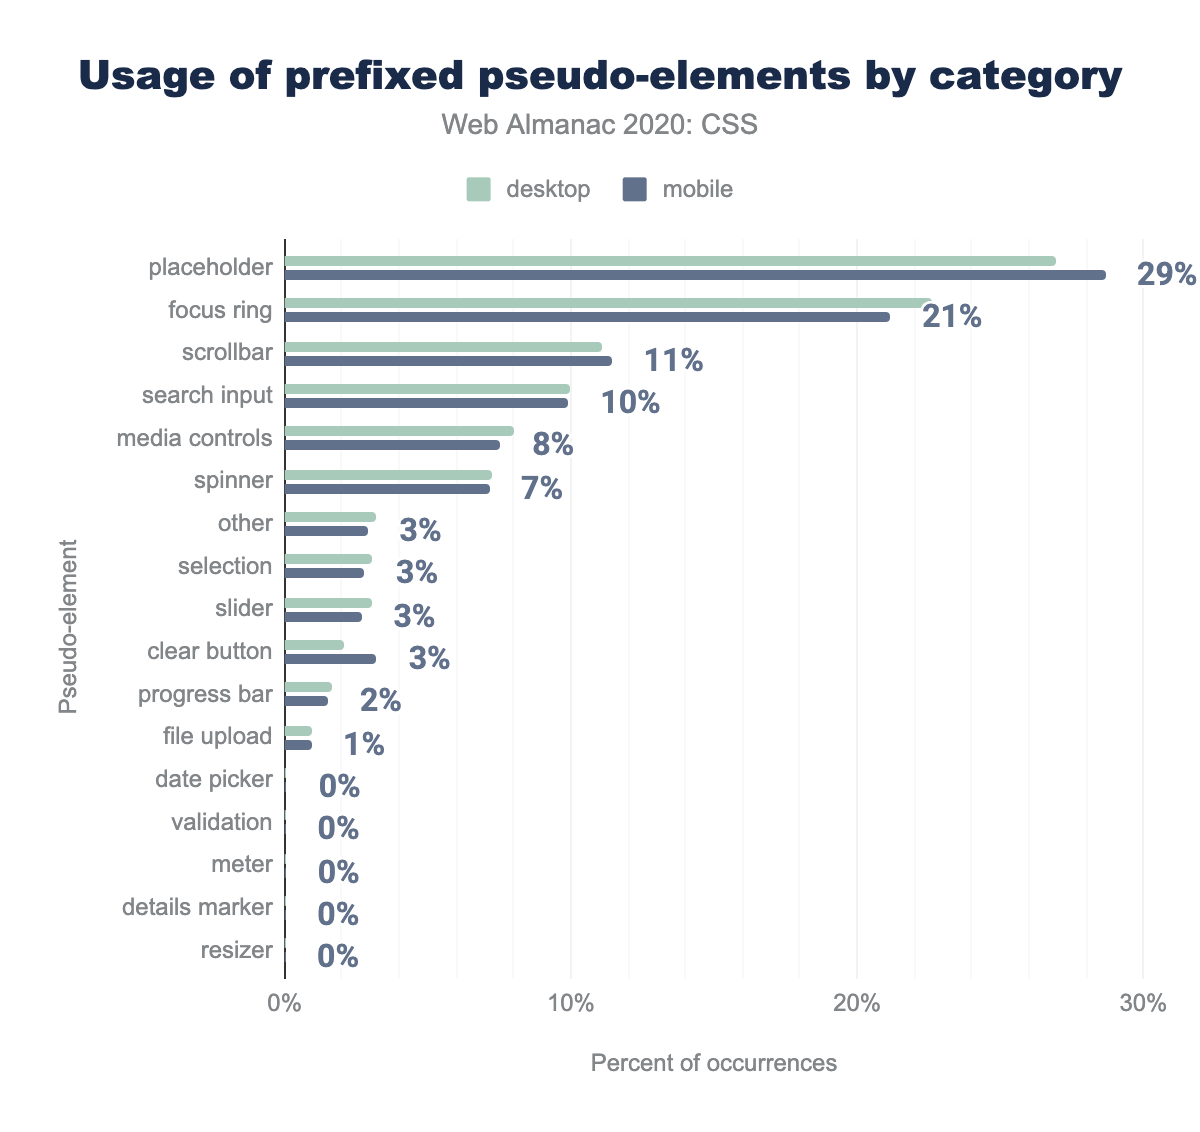 Usage of prefixed pseudo-elements by category
Web Almanac 2020: CSS
desktop
mobile
placeholder
29%
focus ring
21%
scrollbar
11%
search input
10%
media controls
8%
spinner
7%
other
3%
selection
3%
slider
3%
clear button
3%
progress bar
2%
file upload
1%
date picker
0%
validation
0%
meter
0%
details marker
0%
resizer
0%
Pseudo-element
0%
10%
20%
30%
Percent of occurrences